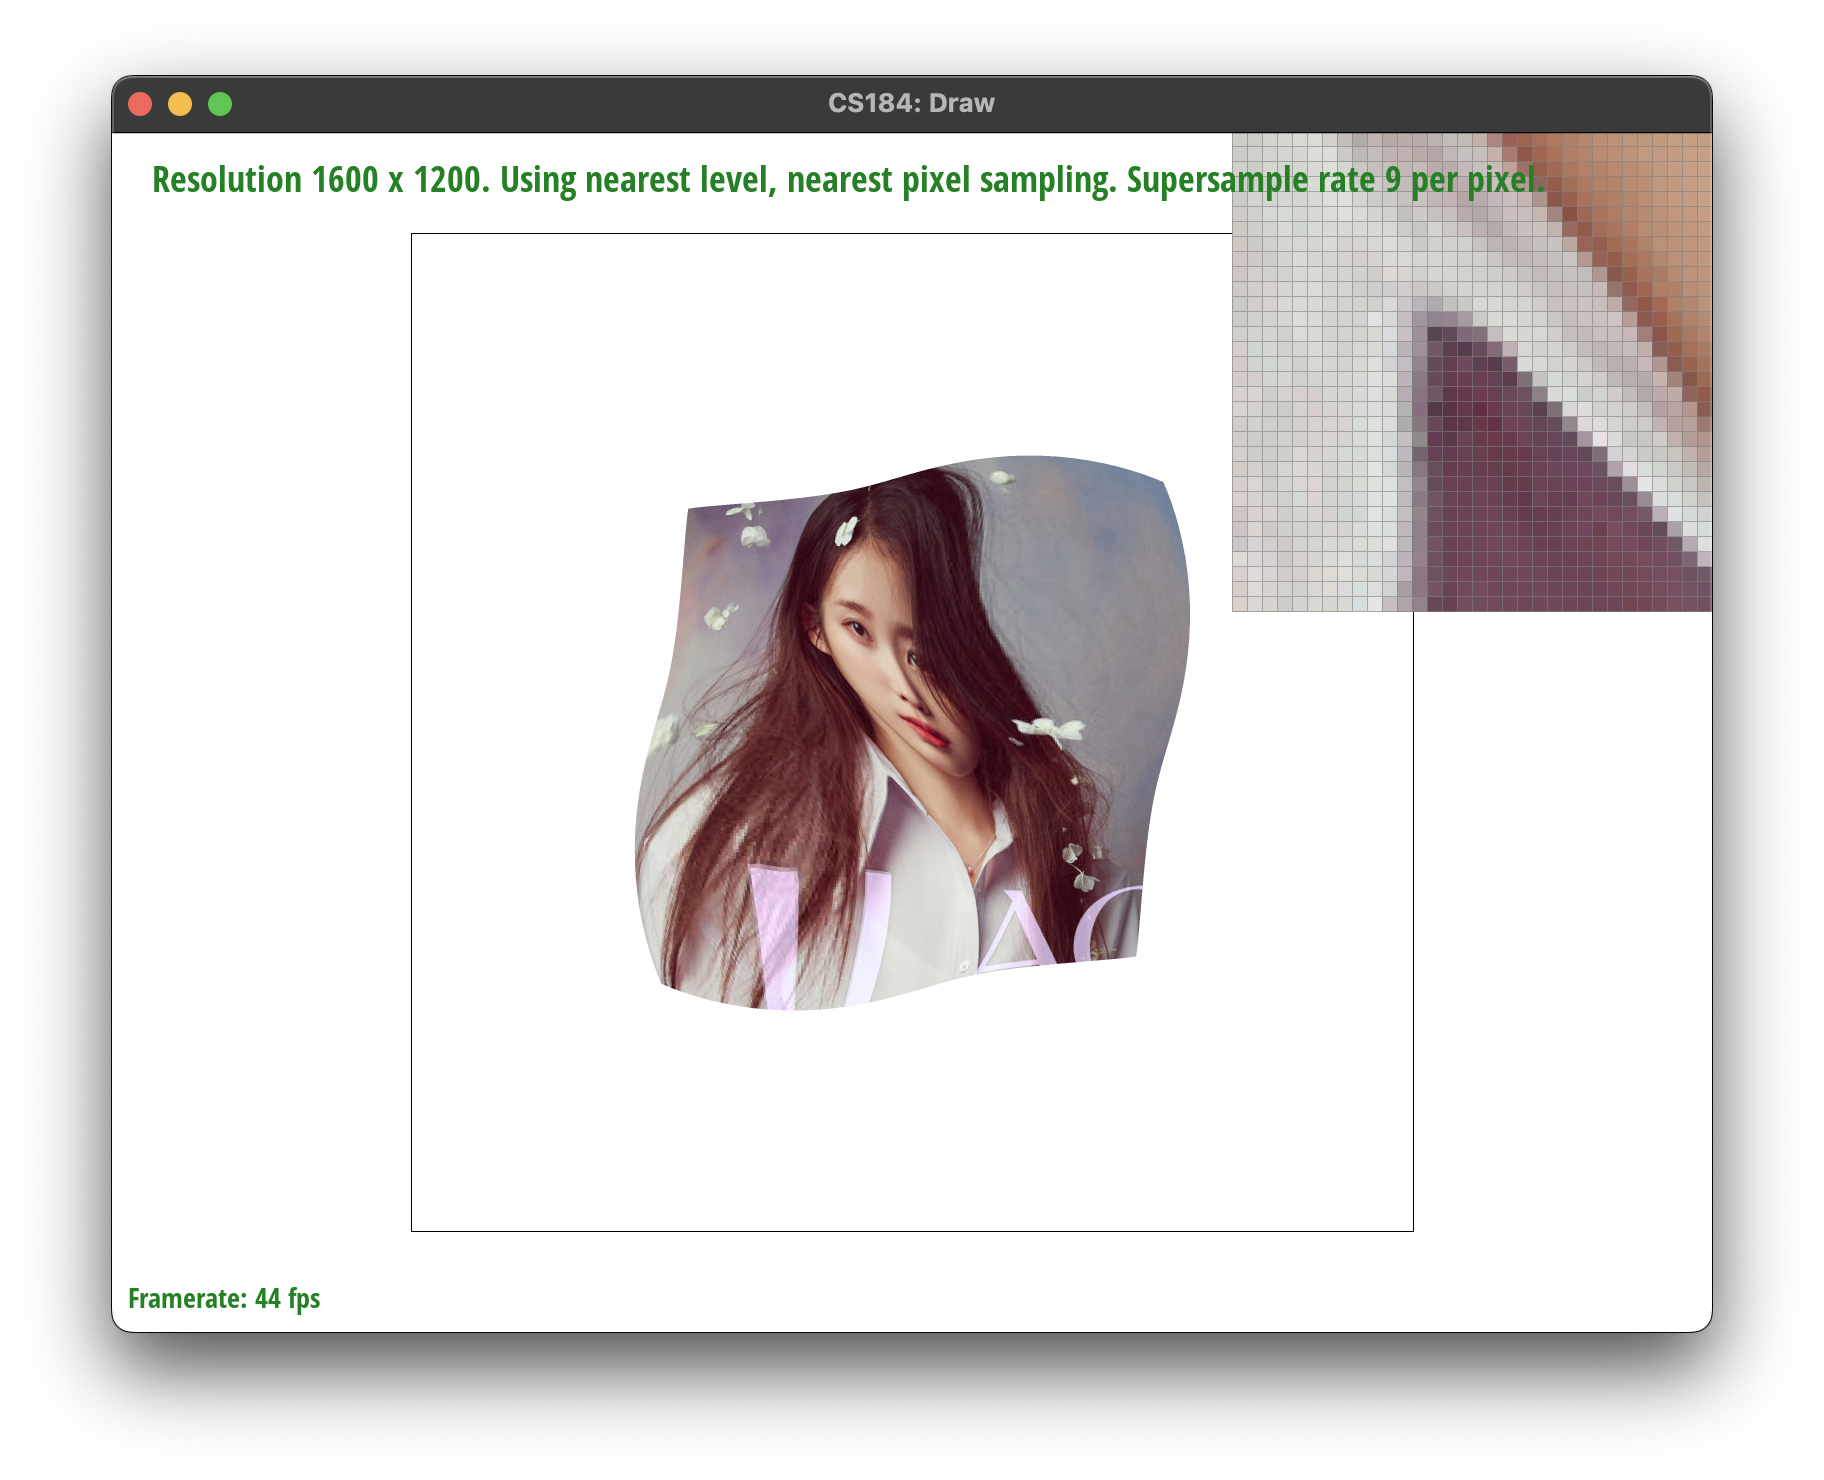 CS184: Draw
Resolution 1600 x 1200. Using nearest level, nearest pixel sampling. Supersample rate 9 per pixel.
Framerate: 44 fps